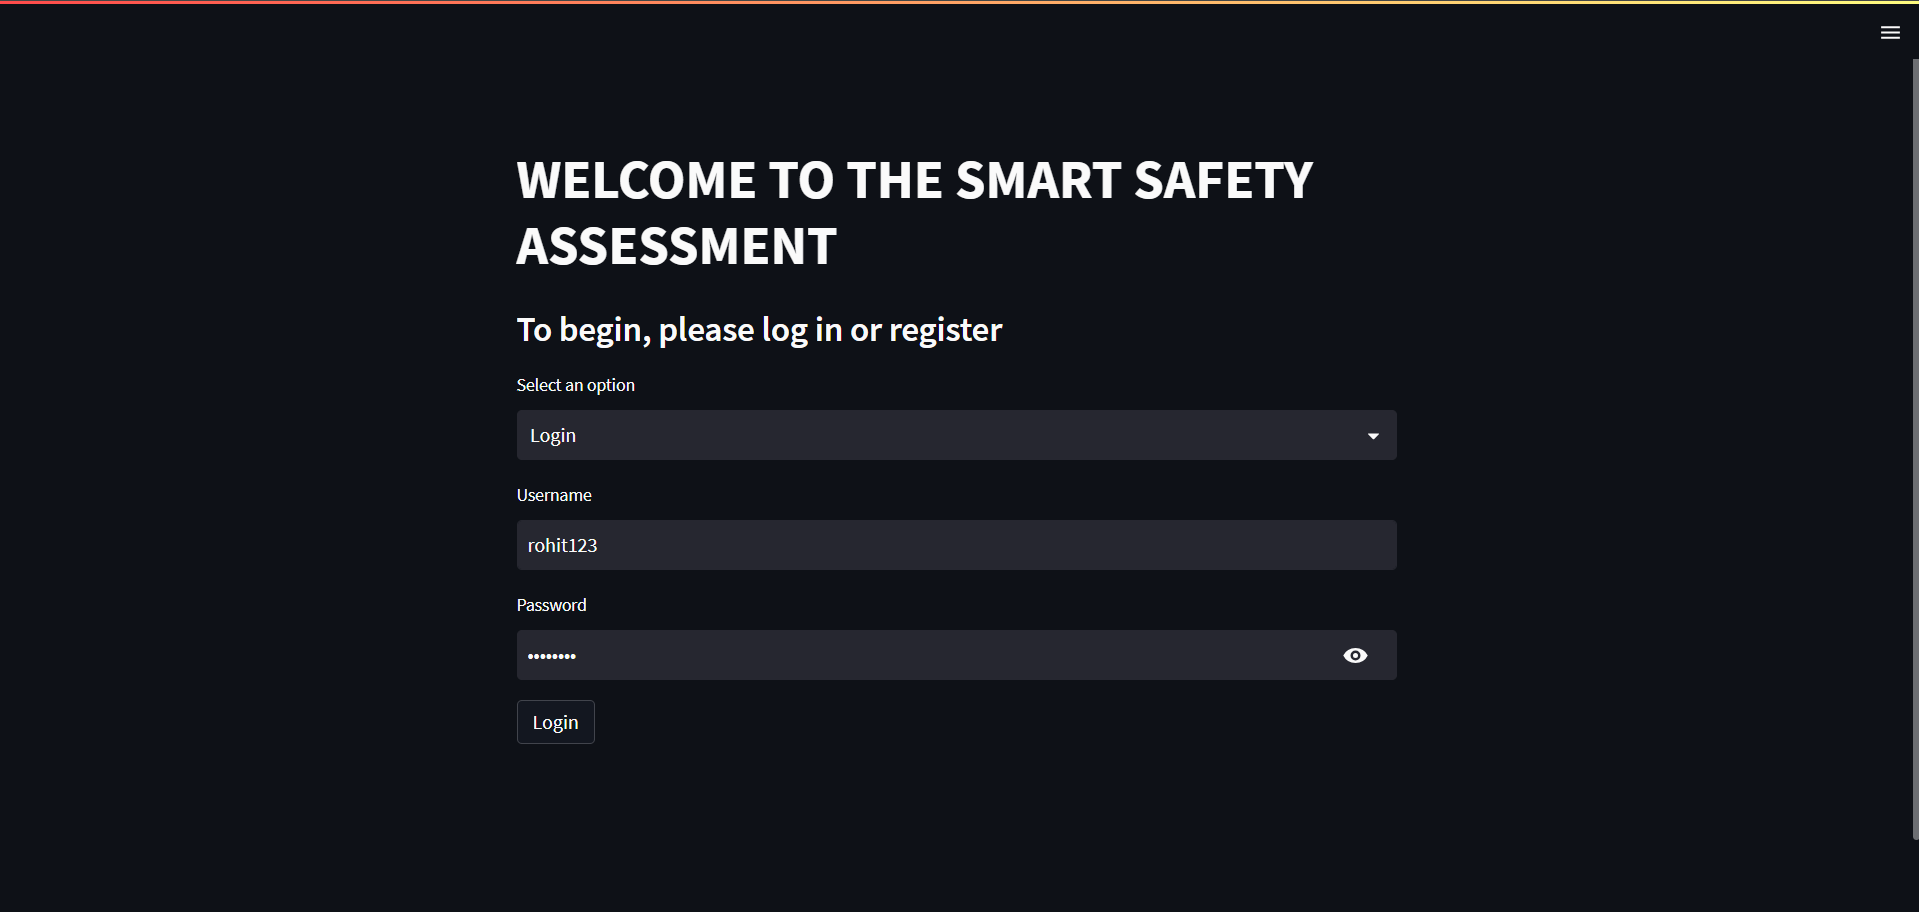 WELCOME TO THE SMART SAFETY
ASSESSMENT
To begin, please log in or register
Select an option
Login
Username
rohit123
Password
••••••••
Login